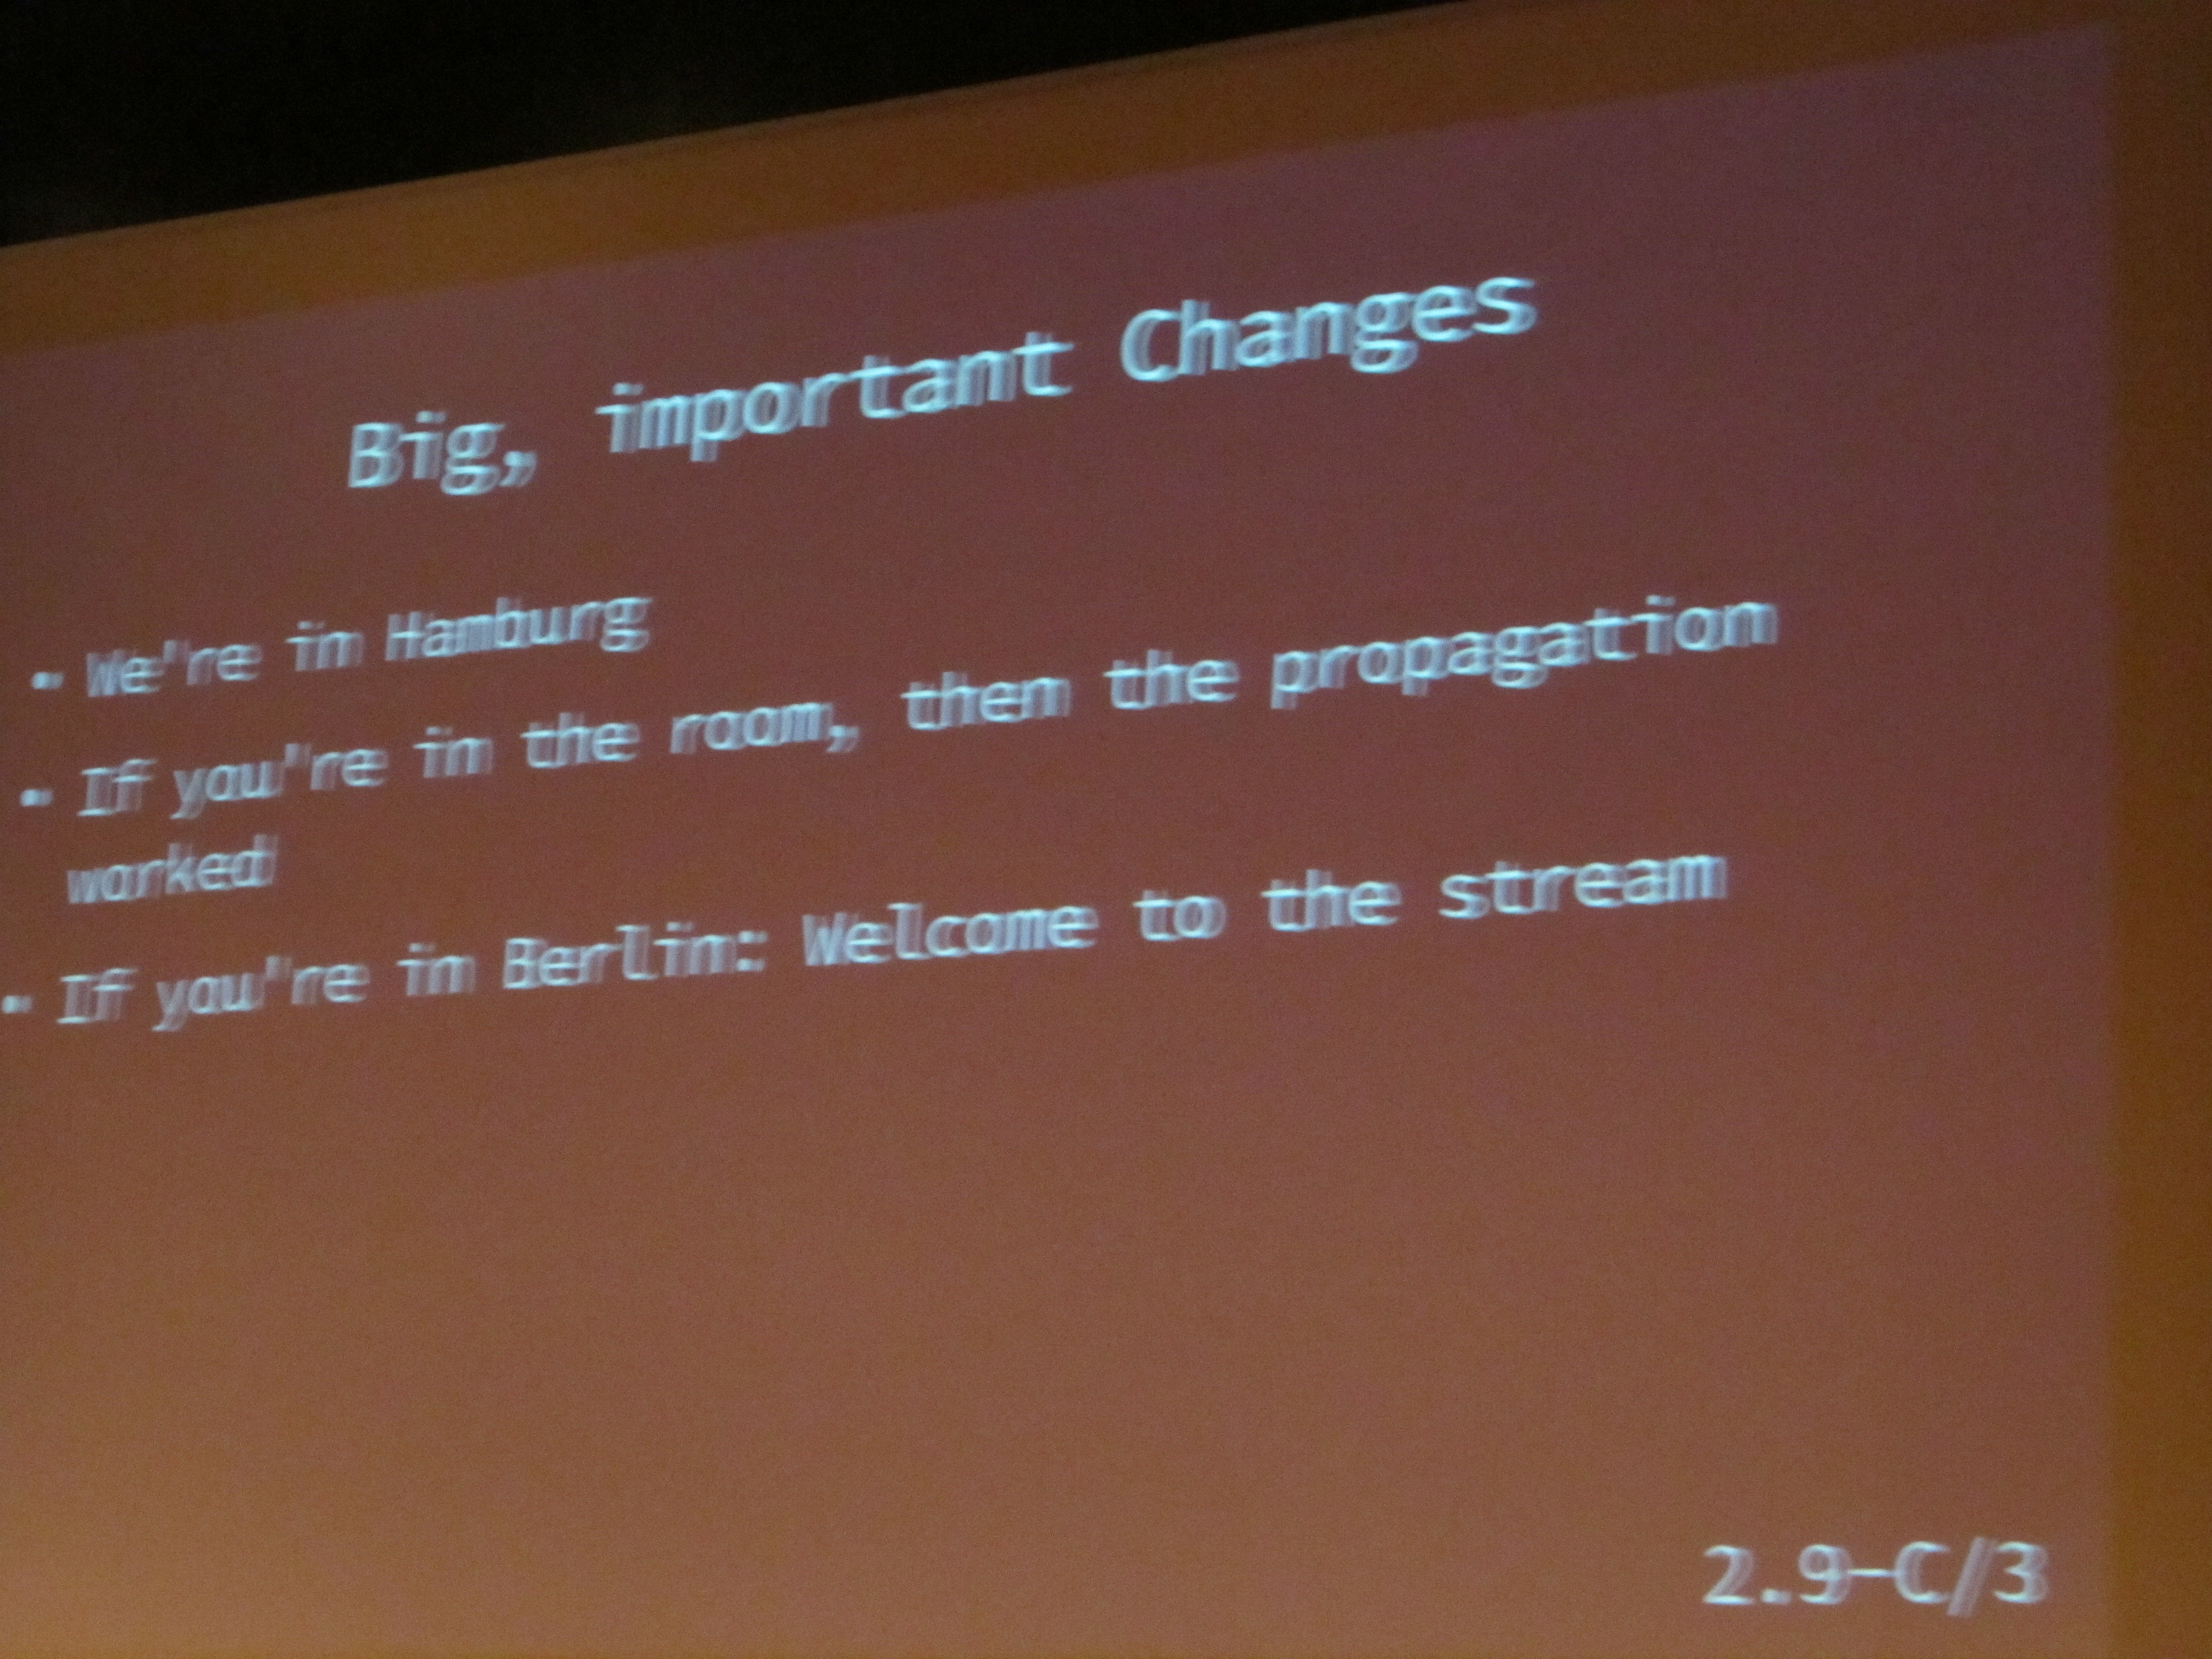 Big, important Changes
- We're in Hamburg
- If you're in the room, then the propagation
worked
- If you're in Berlin: Welcome to the stream
2.9-C/3